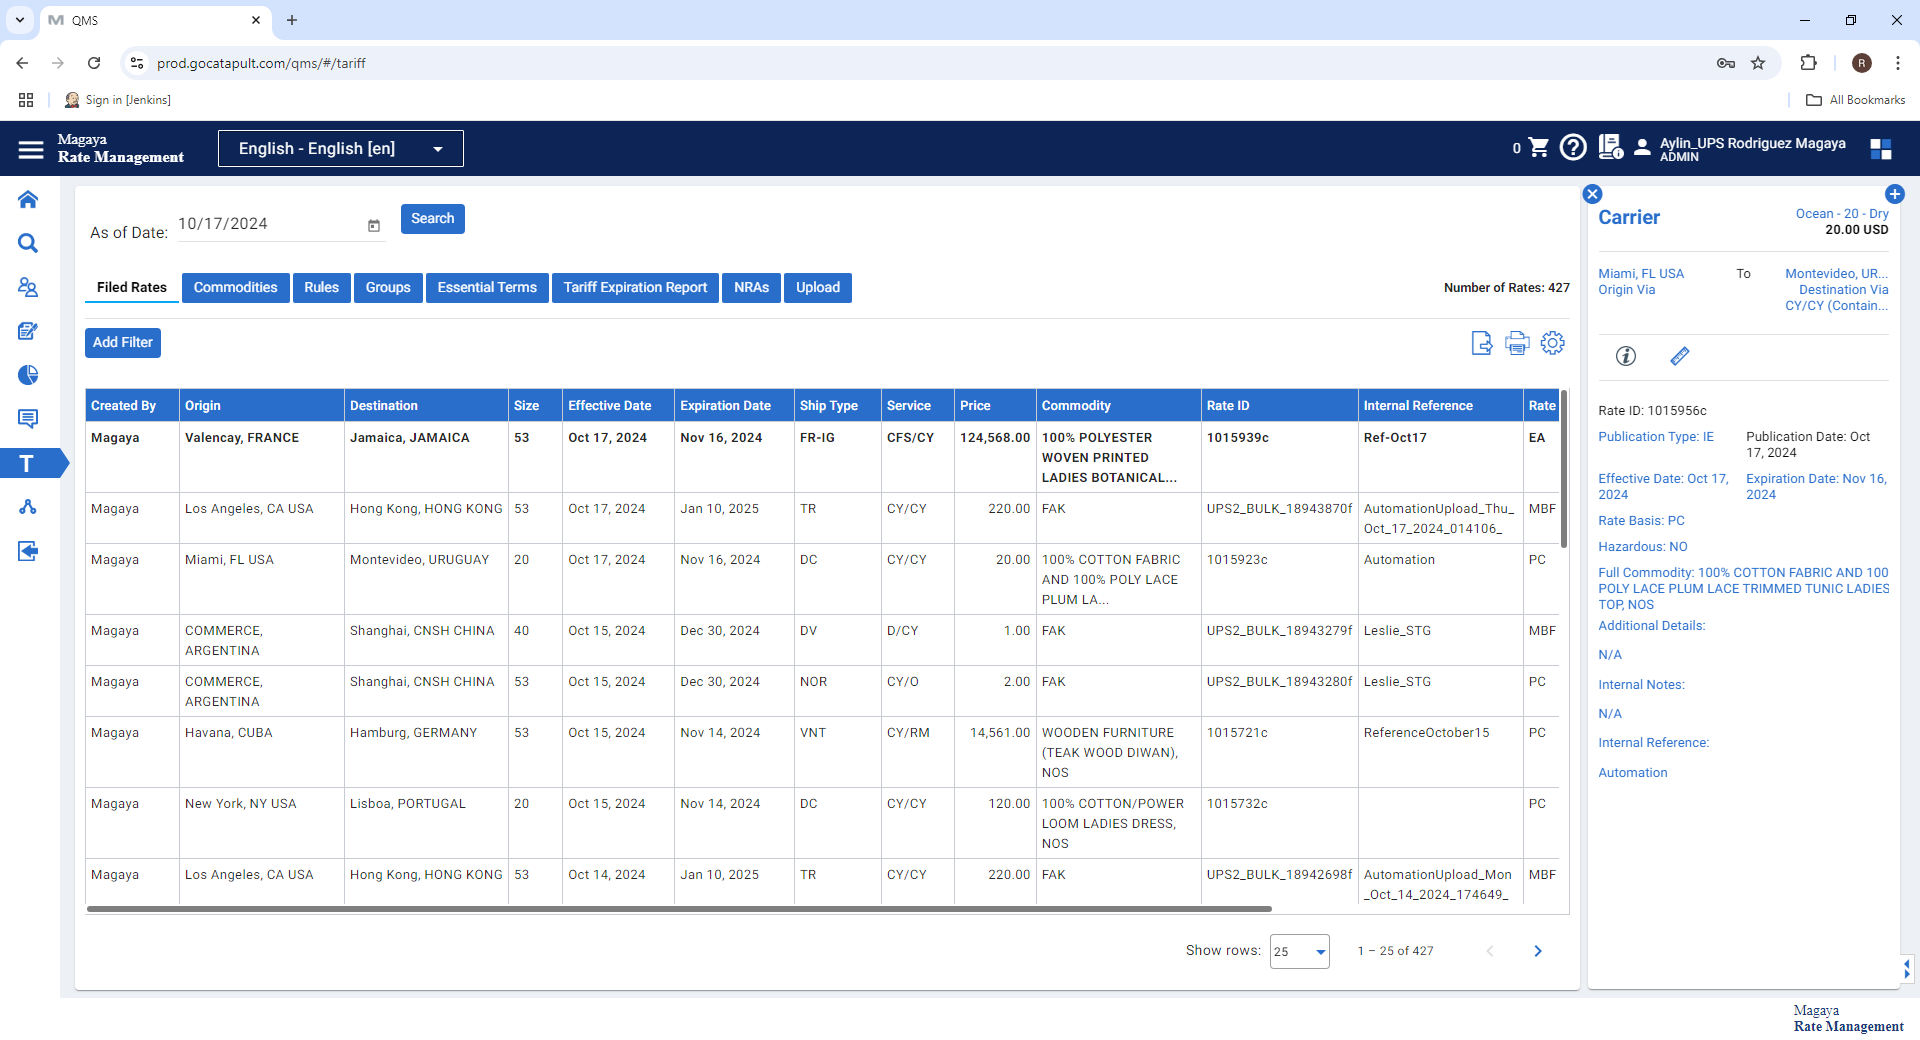 QMS
prod.gocatapult.com/qms/#/tariff
R
Sign in [Jenkins]
All Bookmarks
Magaya
Rate Management
English - English [en]
0
Aylin_UPS Rodriguez Magaya
ADMIN
As of Date:
10/17/2024
Search
Filed Rates
Commodities
Rules
Groups
Essential Terms
Tariff Expiration Report
NRAs
Upload
Number of Rates: 427
Add Filter
Created By Origin Destination Size Effective Date Expiration Date Ship Type Service Price Commodity Rate ID Internal Reference Rate
Magaya Valencay, FRANCE Jamaica, JAMAICA 53 Oct 17, 2024 Nov 16, 2024 FR-IG CFS/CY 124,568.00 100% POLYESTER 1015939c Ref-Oct17 EA
WOVEN PRINTED
LADIES BOTANICAL...
Magaya Los Angeles, CA USA Hong Kong, HONG KONG 53 Oct 17, 2024 Jan 10, 2025 TR CY/CY 220.00 FAK UPS2_BULK_18943870f AutomationUpload_Thu_ MBF
Oct_17_2024_014106_
Magaya Miami, FL USA Montevideo, URUGUAY 20 Oct 17, 2024 Nov 16, 2024 DC CY/CY 20.00 100% COTTON FABRIC 1015923c Automation PC
AND 100% POLY LACE
PLUM LA...
Magaya COMMERCE, Shanghai, CNSH CHINA 40 Oct 15, 2024 Dec 30, 2024 DV D/CY 1.00 FAK UPS2_BULK_18943279f Leslie_STG MBF
ARGENTINA
Magaya COMMERCE, Shanghai, CNSH CHINA 53 Oct 15, 2024 Dec 30, 2024 NOR CY/O 2.00 FAK UPS2_BULK_18943280f Leslie_STG PC
ARGENTINA
Magaya Havana, CUBA Hamburg, GERMANY 53 Oct 15, 2024 Nov 14, 2024 VNT CY/RM 14,561.00 WOODEN FURNITURE 1015721c ReferenceOctober15 PC
(TEAK WOOD DIWAN),
NOS
Magaya New York, NY USA Lisboa, PORTUGAL 20 Oct 15, 2024 Nov 14, 2024 DC CY/CY 120.00 100% COTTON/POWER 1015732c PC
LOOM LADIES DRESS,
NOS
Magaya Los Angeles, CA USA Hong Kong, HONG KONG 53 Oct 14, 2024 Jan 10, 2025 TR CY/CY 220.00 FAK UPS2_BULK_18942698f AutomationUpload_Mon MBF
_Oct_14_2024_174649_
Show rows: 25 1 – 25 of 427
T
Carrier
Ocean - 20 - Dry
20.00 USD
Miami, FL USA To Montevideo, UR...
Origin Via Destination Via
CY/CY (Contain...
Rate ID: 1015956c
Publication Type: IE Publication Date: Oct
17, 2024
Effective Date: Oct 17, Expiration Date: Nov 16,
2024 2024
Rate Basis: PC
Hazardous: NO
Full Commodity: 100% COTTON FABRIC AND 100
POLY LACE PLUM LACE TRIMMED TUNIC LADIES
TOP, NOS
Additional Details:
N/A
Internal Notes:
N/A
Internal Reference:
Automation
Magaya
Rate Management